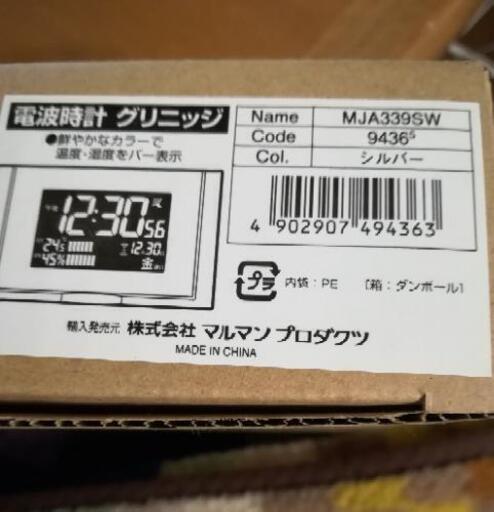 電波時計 グリニッジ
●鮮やかなカラーで
温度・湿度をバー表示
Name MJA339SW
Code 9436⁵
Col. シルバー
4 902907 494363
12:30 56
24.5
12.30
45%
金
プラ 内袋：PE [箱：ダンボール]
輸入発売元 株式会社 マルマン プロダクツ
MADE IN CHINA